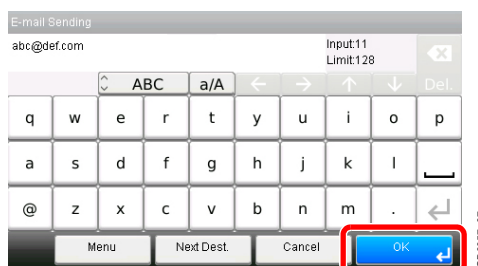 E-mail Sending
abc@def.com
Input:11
Limit:128
ABC a/A Del.
q w e r t y u i o p
a s d f g h j k l
@ z x c v b n m .
Menu Next Dest. Cancel OK